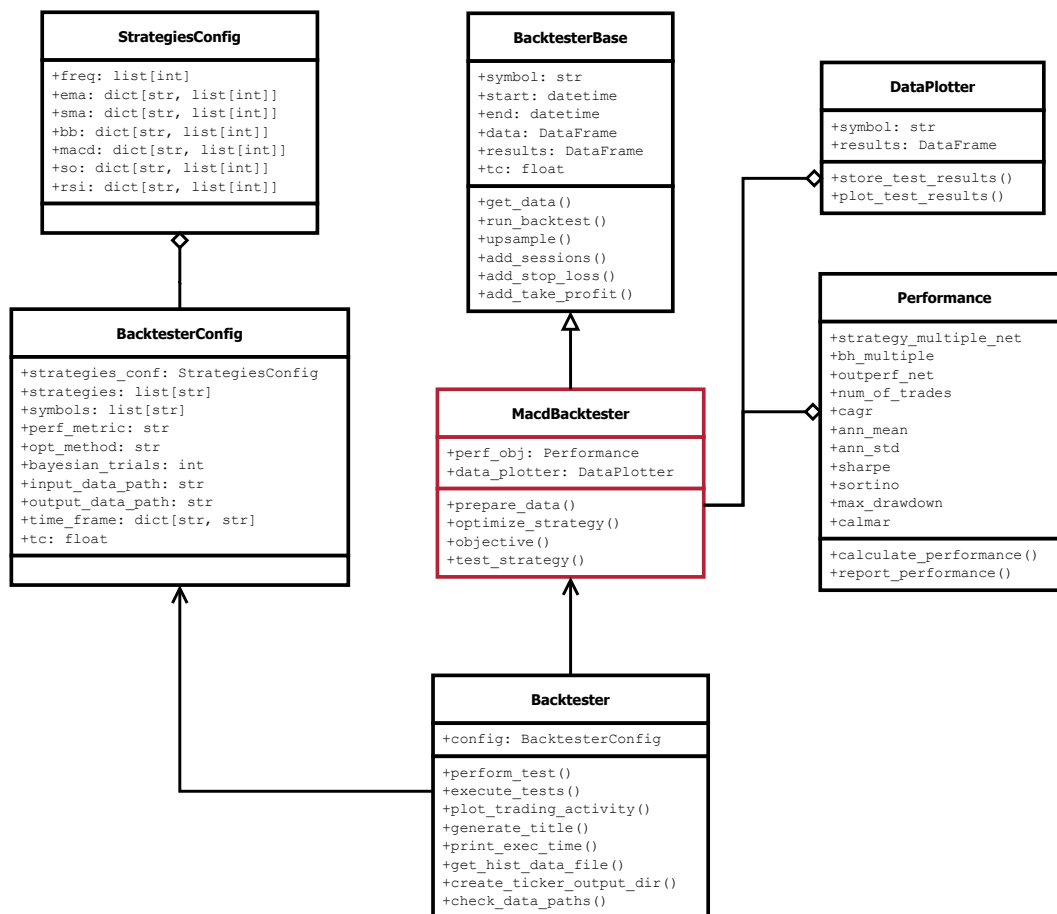 StrategiesConfig
+freq: list[int]
+ema: dict[str, list[int]]
+sma: dict[str, list[int]]
+bb: dict[str, list[int]]
+macd: dict[str, list[int]]
+so: dict[str, list[int]]
+rsi: dict[str, list[int]]
BacktesterBase
+symbol: str
+start: datetime
+end: datetime
+data: DataFrame
+results: DataFrame
+tc: float
+get_data()
+run_backtest()
+upsample()
+add_sessions()
+add_stop_loss()
+add_take_profit()
DataPlotter
+symbol: str
+results: DataFrame
+store_test_results()
+plot_test_results()
BacktesterConfig
+strategies_conf: StrategiesConfig
+strategies: list[str]
+symbols: list[str]
+perf_metric: str
+opt_method: str
+bayesian_trials: int
+input_data_path: str
+output_data_path: str
+time_frame: dict[str, str]
+tc: float
MacdBacktester
+perf_obj: Performance
+data_plotter: DataPlotter
+prepare_data()
+optimize_strategy()
+objective()
+test_strategy()
Performance
+strategy_multiple_net
+bh_multiple
+outperf_net
+num_of_trades
+cagr
+ann_mean
+ann_std
+sharpe
+sortino
+max_drawdown
+calmar
+calculate_performance()
+report_performance()
Backtester
+config: BacktesterConfig
+perform_test()
+execute_tests()
+plot_trading_activity()
+generate_title()
+print_exec_time()
+get_hist_data_file()
+create_ticker_output_dir()
+check_data_paths()